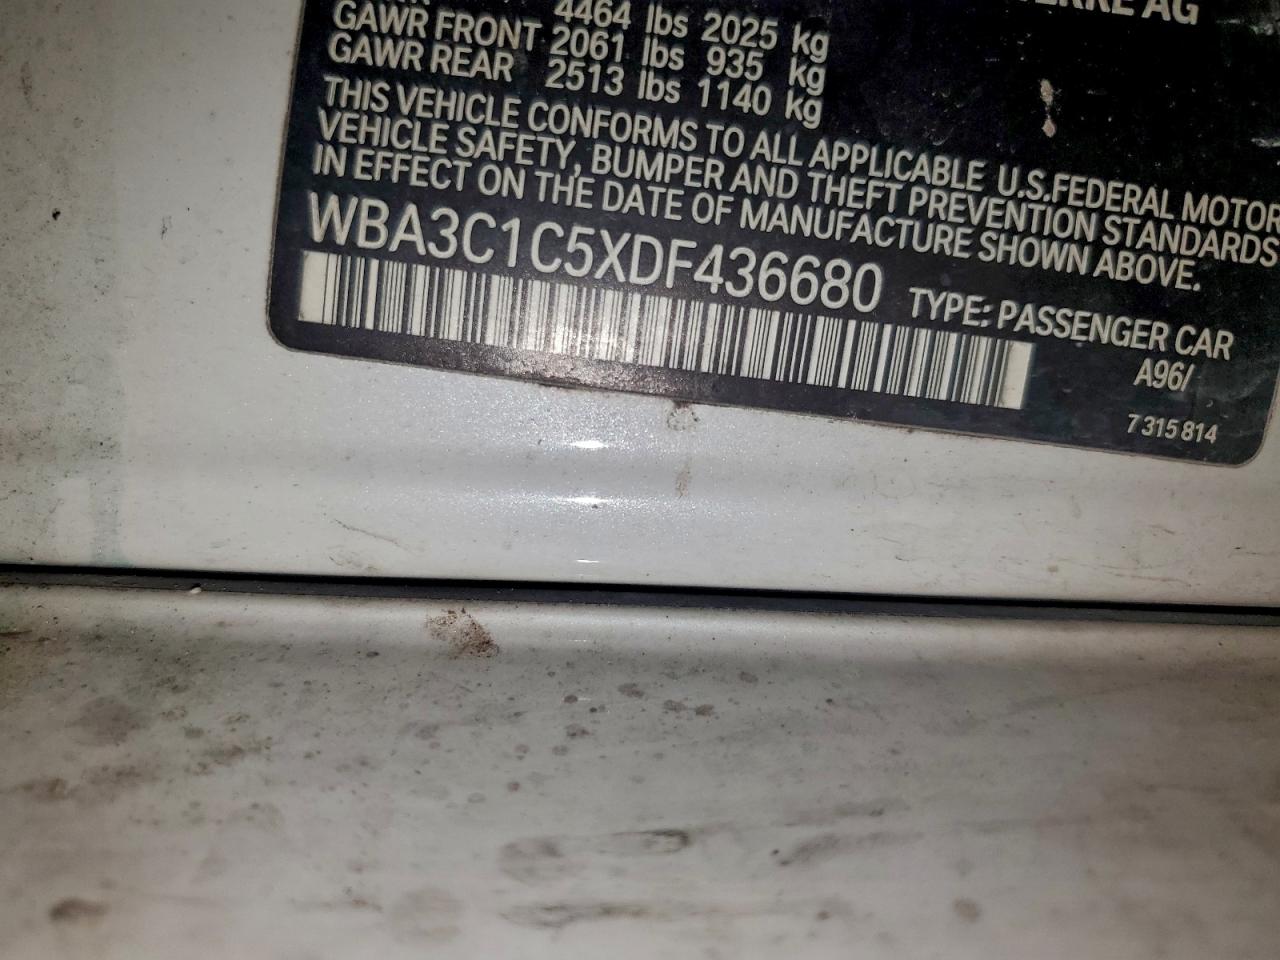 AG
4464 lbs 2025 kg
GAWR FRONT 2061 lbs 935 kg
GAWR REAR 2513 lbs 1140 kg
THIS VEHICLE CONFORMS TO ALL APPLICABLE U.S.FEDERAL MOTOR
VEHICLE SAFETY, BUMPER AND THEFT PREVENTION STANDARDS
IN EFFECT ON THE DATE OF MANUFACTURE SHOWN ABOVE.
WBA3C1C5XDF436680
TYPE: PASSENGER CAR
A96/
7 315 814